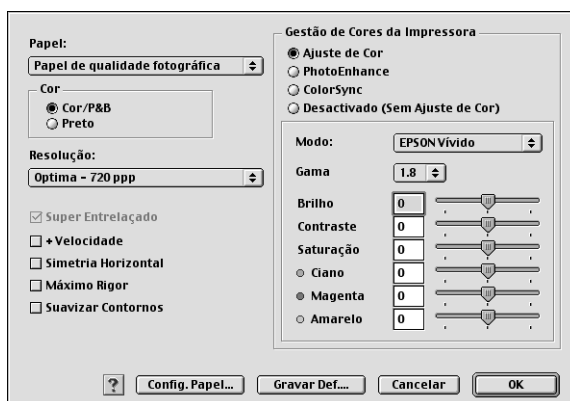 Papel:
Papel de qualidade fotográfica
Cor
Cor/P&B
Preto
Resolução:
Optima - 720 ppp
Super Entrelaçado
+Velocidade
Simetria Horizontal
Máximo Rigor
Suavizar Contornos
Gestão de Cores da Impressora
Ajuste de Cor
PhotoEnhance
ColorSync
Desactivado (Sem Ajuste de Cor)
Modo: EPSON Vívido
Gama 1.8
Brilho 0
Contraste 0
Saturação 0
Ciano 0
Magenta 0
Amarelo 0
? Config. Papel... Gravar Def.... Cancelar OK